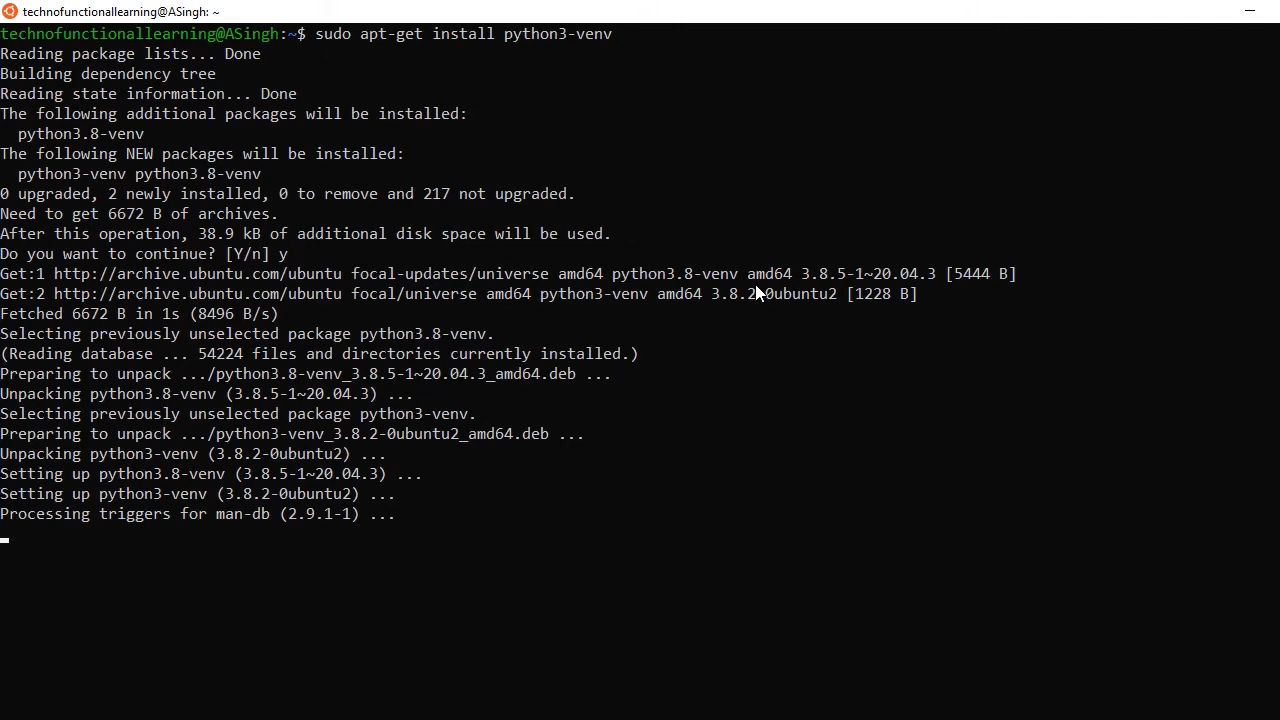 technofunctionallearning@ASingh: ~
technofunctionallearning@ASingh:~$ sudo apt-get install python3-venv
Reading package lists... Done
Building dependency tree
Reading state information... Done
The following additional packages will be installed:
  python3.8-venv
The following NEW packages will be installed:
  python3-venv python3.8-venv
0 upgraded, 2 newly installed, 0 to remove and 217 not upgraded.
Need to get 6672 B of archives.
After this operation, 38.9 kB of additional disk space will be used.
Do you want to continue? [Y/n] y
Get:1 http://archive.ubuntu.com/ubuntu focal-updates/universe amd64 python3.8-venv amd64 3.8.5-1~20.04.3 [5444 B]
Get:2 http://archive.ubuntu.com/ubuntu focal/universe amd64 python3-venv amd64 3.8.2-0ubuntu2 [1228 B]
Fetched 6672 B in 1s (8496 B/s)
Selecting previously unselected package python3.8-venv.
(Reading database ... 54224 files and directories currently installed.)
Preparing to unpack .../python3.8-venv_3.8.5-1~20.04.3_amd64.deb ...
Unpacking python3.8-venv (3.8.5-1~20.04.3) ...
Selecting previously unselected package python3-venv.
Preparing to unpack .../python3-venv_3.8.2-0ubuntu2_amd64.deb ...
Unpacking python3-venv (3.8.2-0ubuntu2) ...
Setting up python3.8-venv (3.8.5-1~20.04.3) ...
Setting up python3-venv (3.8.2-0ubuntu2) ...
Processing triggers for man-db (2.9.1-1) ...